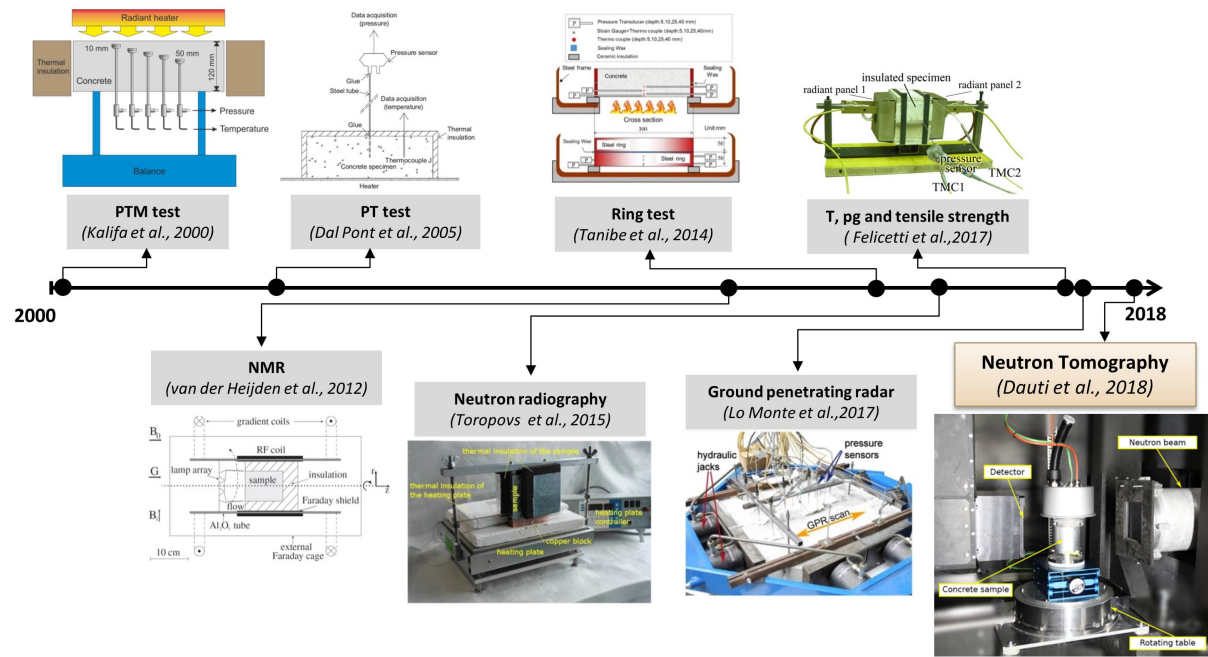 Radiant heater
Thermal
insulation
10 mm
50 mm
120 mm
Concrete
Pressure
Temperature
Balance
PTM test
(Kalifa et al., 2000)
Data acquisition
(pressure)
Pressure sensor
Glue
Steel tube
Data acquisition
(temperature)
Glue
Thermal
insulation
Thermocouple J
Concrete specimen
Heater
PT test
(Dal Pont et al., 2005)
P
Pressure Transducer (depth:5,10,25,40 mm)
Strain Gauge+Thermo couple (depth:5,10,25,40mm)
Thermo couple (depth:5,10,25,40 mm)
Sealing Wax
Ceramic insulation
Steel frame
Concrete
Sealing
Wax
P
P
Cross section
300
Unit:mm
Sealing Wax
Steel ring
50
P
Steel ring
P
50
P
P
Ring test
(Tanibe et al., 2014)
insulated specimen
radiant panel 1
radiant panel 2
pressure
sensor
TMC2
TMC1
T, pg and tensile strength
( Felicetti et al.,2017)
2000
2018
NMR
(van der Heijden et al., 2012)
gradient coils
B0
RF coil
G
lamp array
sample
insulation
r
z
Faraday shield
flow
Al2O3 tube
external
Faraday cage
10 cm
Neutron radiography
(Toropovs et al., 2015)
thermal insulation of the sample
thermal insulation of
the heating plate
sample
heating plate
controller
copper block
heating plate
Ground penetrating radar
(Lo Monte et al.,2017)
pressure
sensors
hydraulic
jacks
GPR scan
Neutron Tomography
(Dauti et al., 2018)
Neutron beam
Detector
Concrete sample
Rotating table